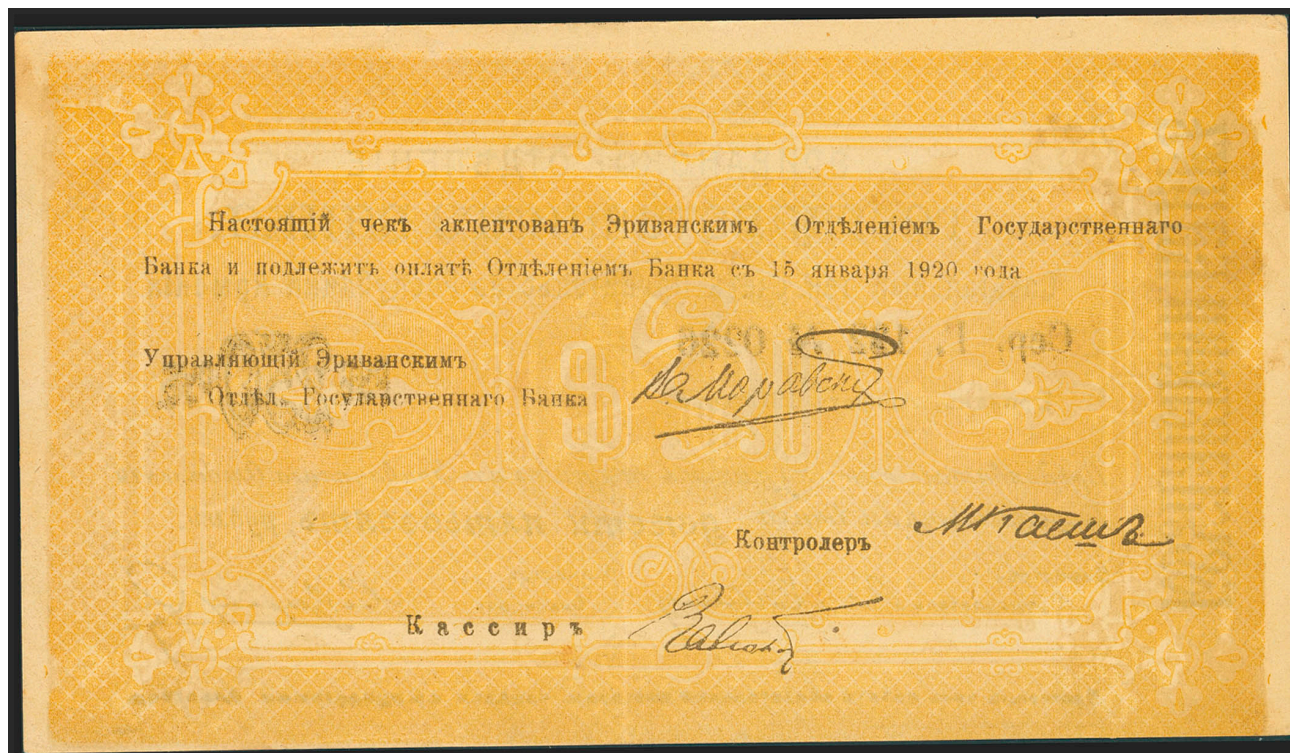 Настоящій чекъ акцептованъ Эриванскимъ Отдѣленіемъ Государственнаго
Банка и подлежитъ оплатѣ Отдѣленіемъ Банка съ 15 января 1920 года
Управляющій Эриванскимъ
Отдѣл. Государственнаго Банка
Контролеръ
Кассиръ